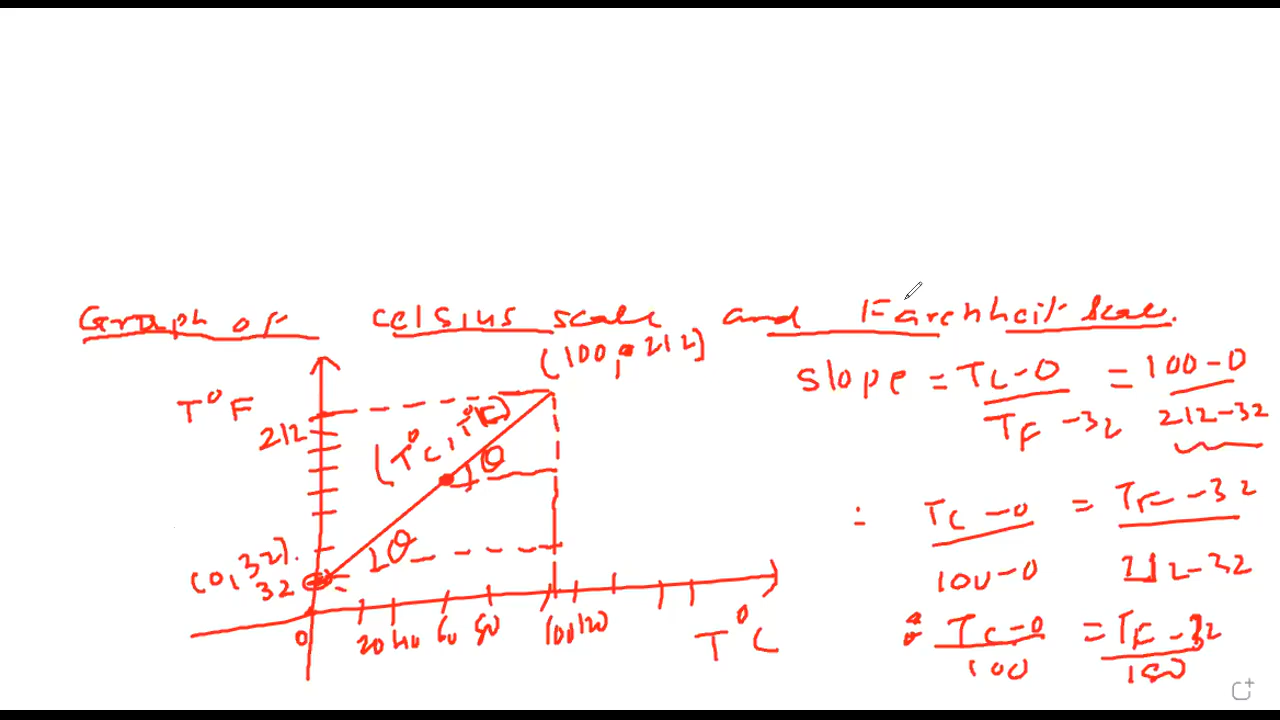 Graph of celsius scale and Farehheit Scale.
(100, 212)
T°F
212
(T°C, T°F)
θ
θ
(0, 32).
32
0
20 40 60 80 100 120
T°C
Slope = TC-0 / TF-32 = 100-0 / 212-32
= TC-0 / 100-0 = TF-32 / 212-32
TC-0 / 100 = TF-32 / 180